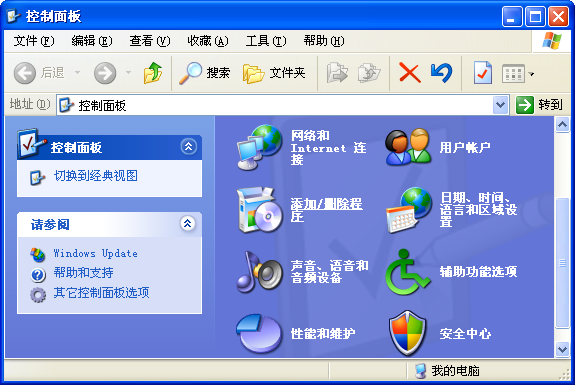 控制面板
文件(F) 编辑(E) 查看(V) 收藏(A) 工具(T) 帮助(H)
后退 搜索 文件夹
地址(D) 控制面板 转到
控制面板
切换到经典视图
请参阅
Windows Update
帮助和支持
其它控制面板选项
网络和
Internet 连
接
用户帐户
添加/删除程
序
日期、时间、
语言和区域设
置
声音、语音和
音频设备
辅助功能选项
性能和维护
安全中心
我的电脑